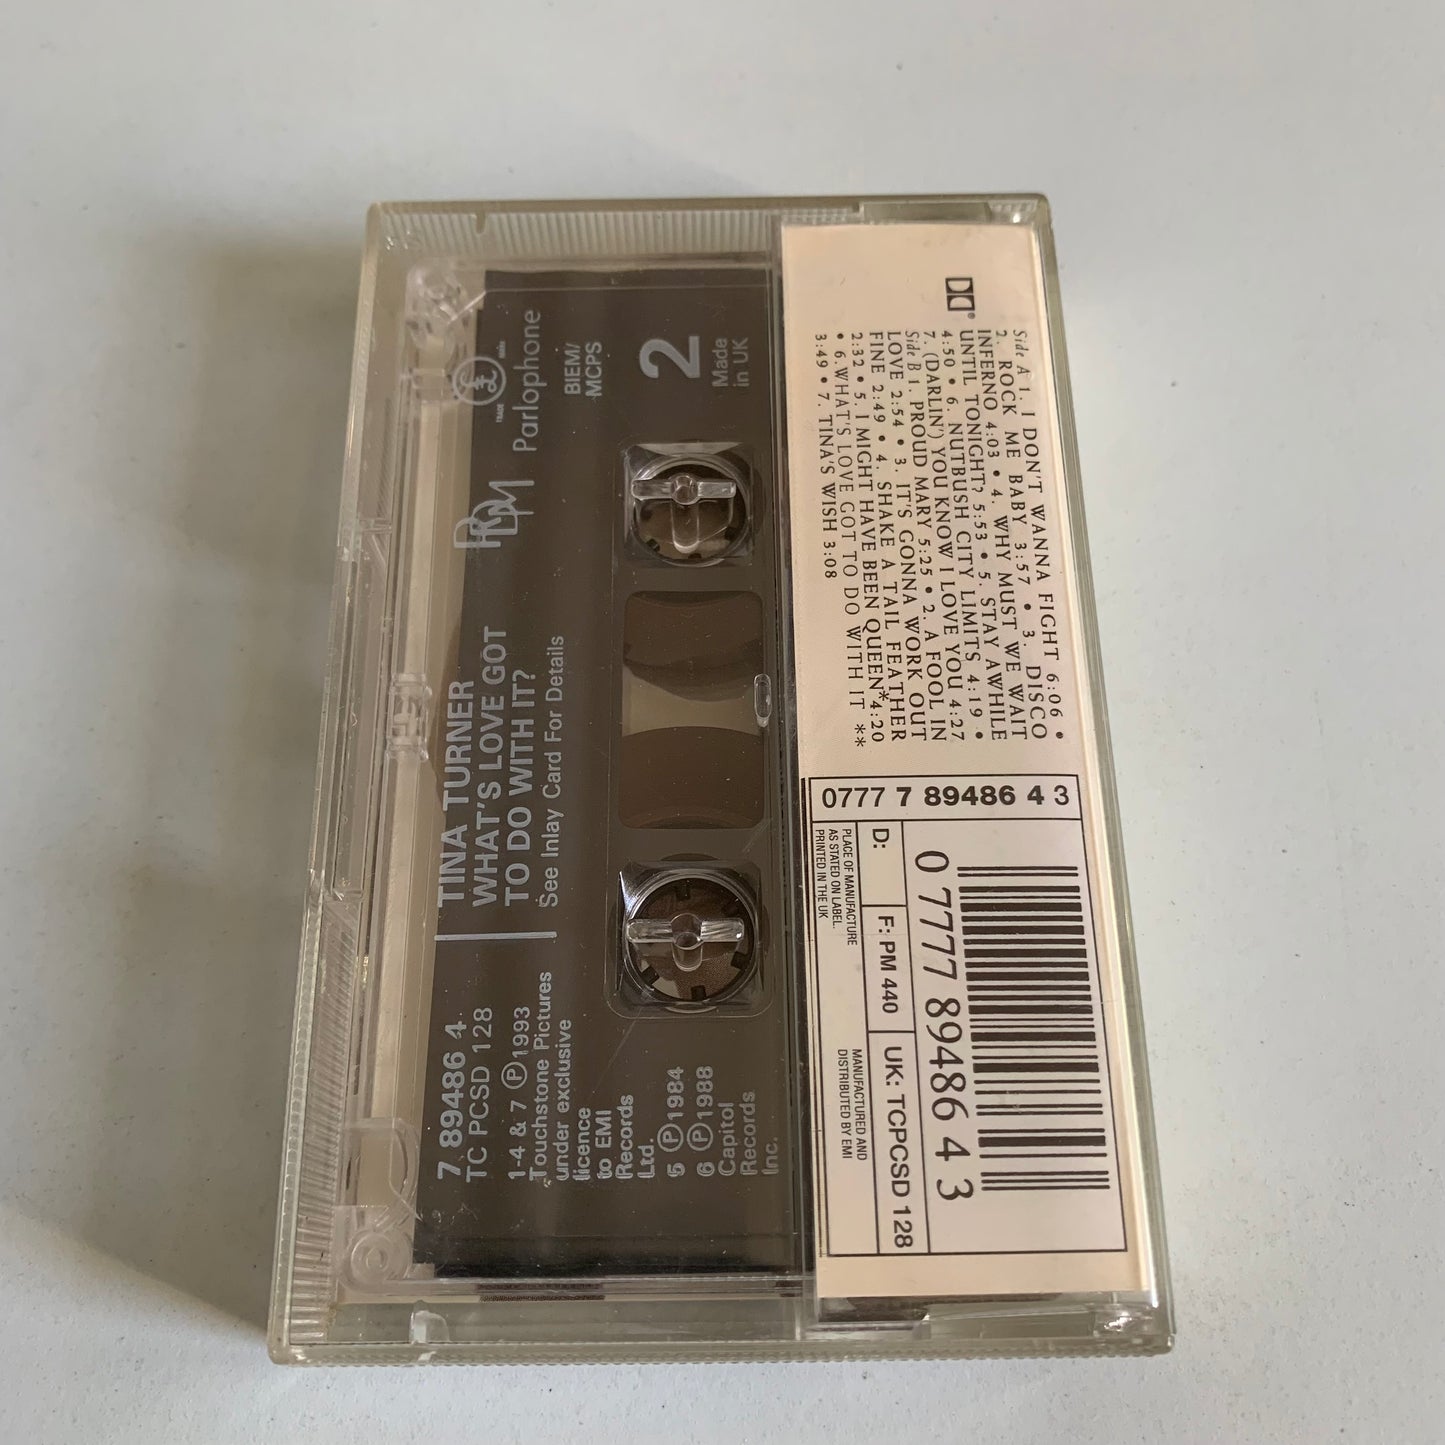 Side A 1. I DON'T WANNA FIGHT 6:06 •
2. ROCK ME BABY 3:57 • 3. DISCO
INFERNO 4:03 • 4. WHY MUST WE WAIT
UNTIL TONIGHT? 5:53 • 5. STAY AWHILE
4:50 • 6. NUTBUSH CITY LIMITS 4:19 •
7. (DARLIN') YOU KNOW I LOVE YOU 4:27
Side B 1. PROUD MARY 5:25 • 2. A FOOL IN
LOVE 2:54 • 3. IT'S GONNA WORK OUT
FINE 2:49 • 4. SHAKE A TAIL FEATHER
2:32 • 5. I MIGHT HAVE BEEN QUEEN* 4:20
• 6. WHAT'S LOVE GOT TO DO WITH IT **
3:49 • 7. TINA'S WISH 3:08
0777 7 89486 4 3
D:
F: PM 440
UK: TCPCSD 128
PLACE OF MANUFACTURE
AS STATED ON LABEL.
PRINTED IN THE UK
MANUFACTURED AND
DISTRIBUTED BY EMI
0 7777 89486 4 3
TRADE MARK
Parlophone
BIEM/
MCPS
2
Made
in UK
TINA TURNER
WHAT'S LOVE GOT
TO DO WITH IT?
See Inlay Card For Details
7 89486 4
TC PCSD 128
1-4 & 7 Ⓟ 1993
Touchstone Pictures
under exclusive
licence
to EMI
Records
Ltd.
5 Ⓟ 1984
6 Ⓟ 1988
Capitol
Records
Inc.